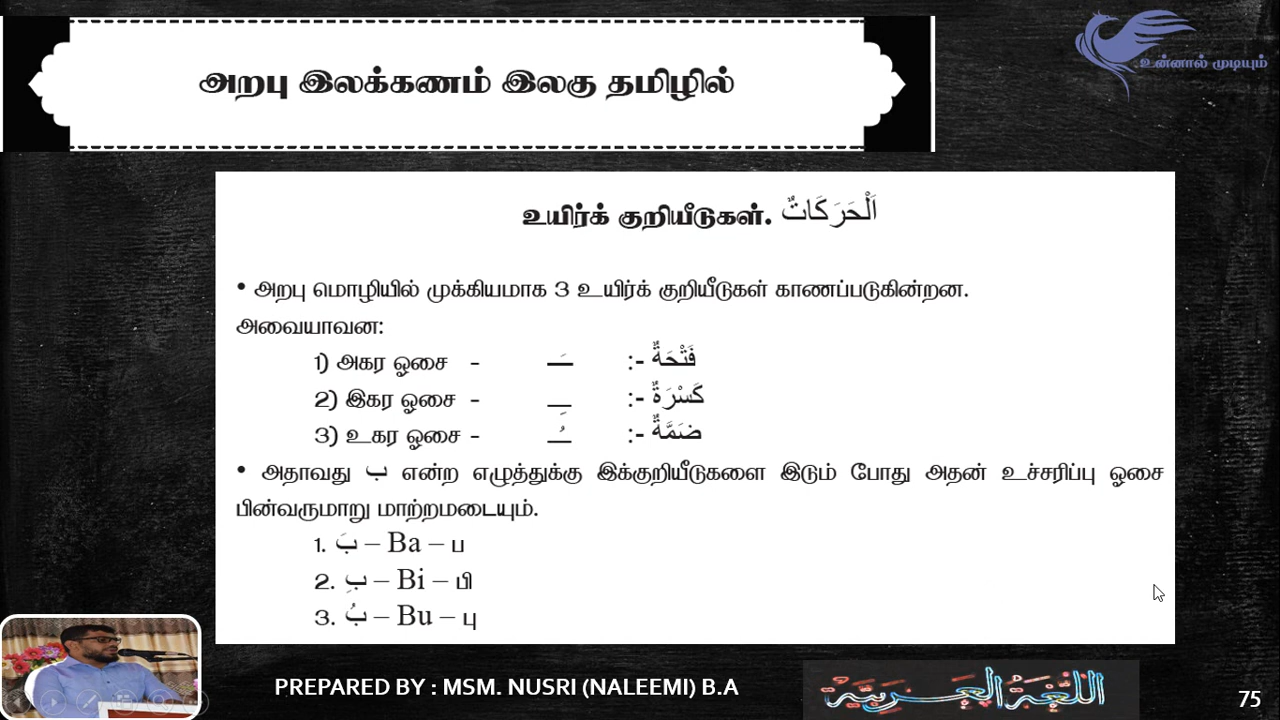 அறபு இலக்கணம் இலகு தமிழில்
உன்னால் முடியும்
உயிர்க் குறியீடுகள். اَلْحَرَكَاتٌ
• அறபு மொழியில் முக்கியமாக 3 உயிர்க் குறியீடுகள் காணப்படுகின்றன.
அவையாவன:
1) அகர ஓசை - ـَـ :- فَتْحَةٌ
2) இகர ஓசை - ـِـ :- كَسْرَةٌ
3) உகர ஓசை - ـُـ :- ضَمَّةٌ
• அதாவது ب என்ற எழுத்துக்கு இக்குறியீடுகளை இடும் போது அதன் உச்சரிப்பு ஓசை
பின்வருமாறு மாற்றமடையும்.
1. بَ – Ba – ப
2. بِ – Bi – பி
3. بُ – Bu – பு
PREPARED BY : MSM. NUSRI (NALEEMI) B.A
اللُّغَةُ الْعَرَبِيَّةُ
75